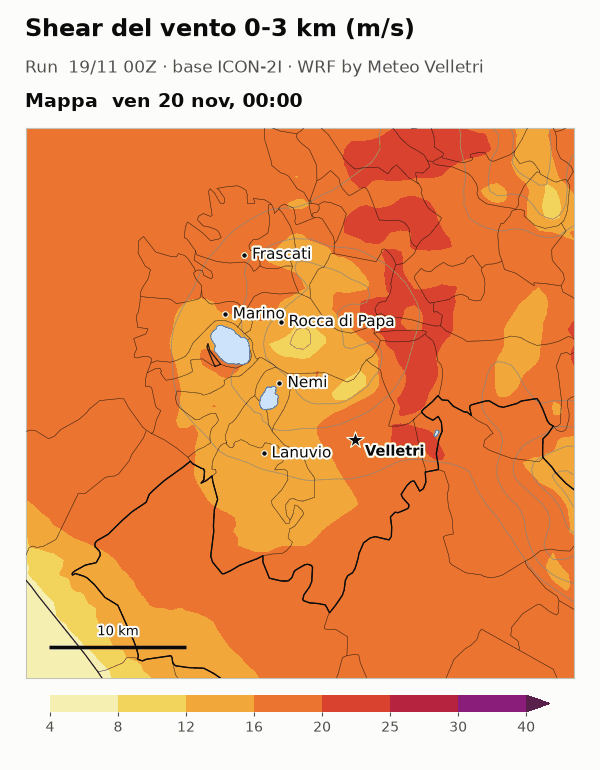 Shear del vento 0-3 km (m/s)
Run  19/11 00Z · base ICON-2I · WRF by Meteo Velletri
Mappa  ven 20 nov, 00:00
Frascati
Marino
Rocca di Papa
Nemi
Velletri
Lanuvio
10 km
4 8 12 16 20 25 30 40